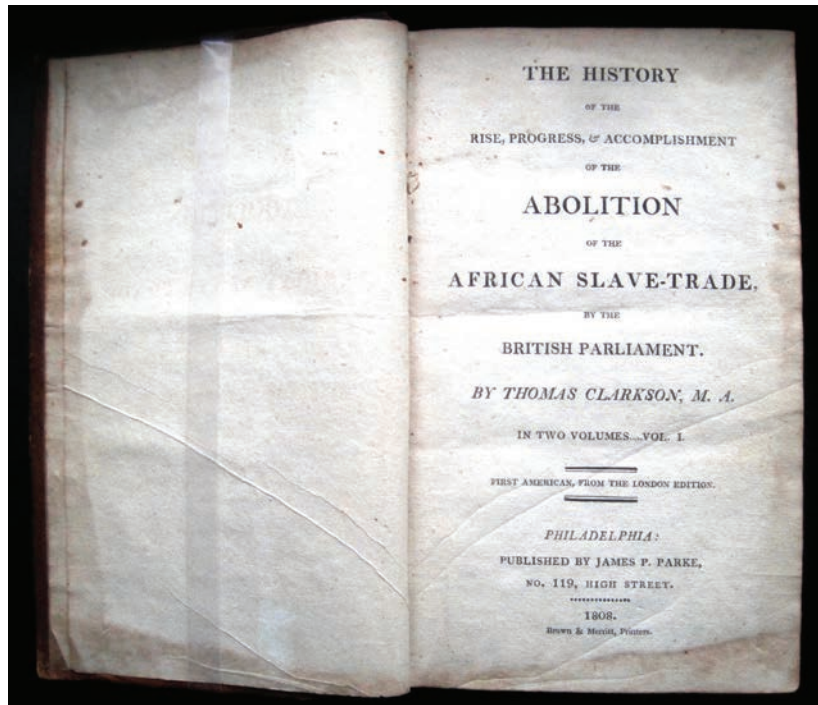 THE HISTORY
OF THE
RISE, PROGRESS, & ACCOMPLISHMENT
OF THE
ABOLITION
OF THE
AFRICAN SLAVE-TRADE,
BY THE
BRITISH PARLIAMENT.
BY THOMAS CLARKSON, M. A.
IN TWO VOLUMES....VOL. I.
FIRST AMERICAN, FROM THE LONDON EDITION.
PHILADELPHIA:
PUBLISHED BY JAMES P. PARKE,
NO. 119, HIGH STREET.
1808.
Brown & Merritt, Printers.